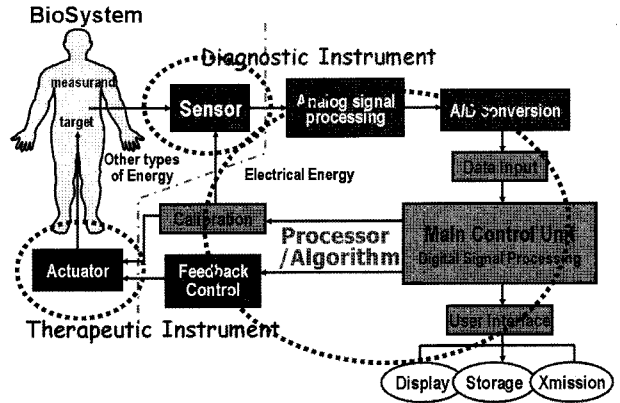 BioSystem
Diagnostic Instrument
measurand
Sensor
Analog signal
processing
A/D conversion
target
Other types
of Energy
Electrical Energy
Data Input
Calibration
Processor
/Algorithm
Main Control Unit
Digital Signal Processing
Actuator
Feedback
Control
Therapeutic Instrument
User Interface
Display
Storage
Xmission